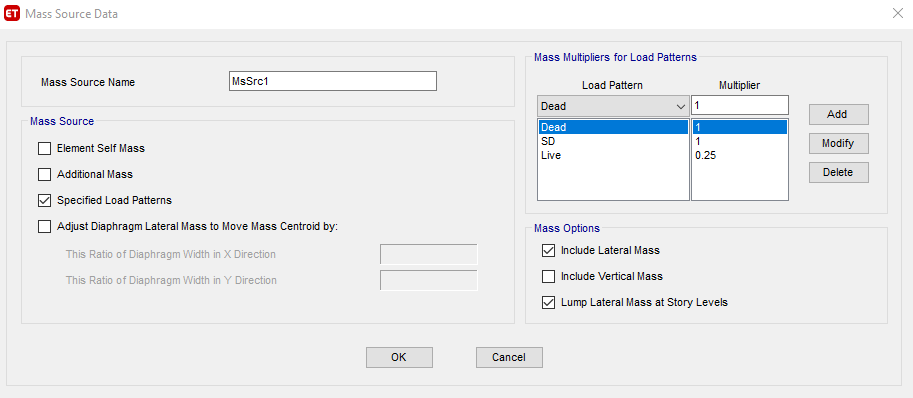 ET Mass Source Data
Mass Source Name MsSrc1
Mass Source
Element Self Mass
Additional Mass
Specified Load Patterns
Adjust Diaphragm Lateral Mass to Move Mass Centroid by:
This Ratio of Diaphragm Width in X Direction
This Ratio of Diaphragm Width in Y Direction
Mass Multipliers for Load Patterns
Load Pattern Multiplier
Dead 1
Dead 1
SD 1
Live 0.25
Add
Modify
Delete
Mass Options
Include Lateral Mass
Include Vertical Mass
Lump Lateral Mass at Story Levels
OK Cancel